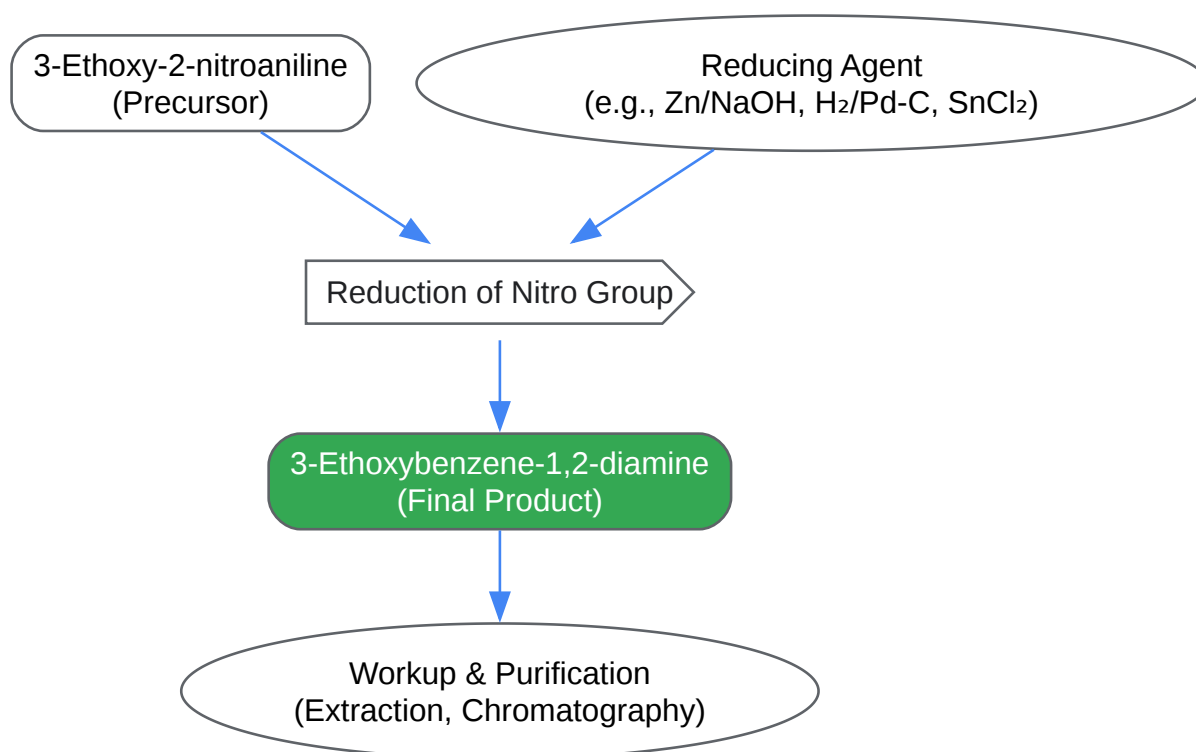 3-Ethoxy-2-nitroaniline
(Precursor)
Reducing Agent
(e.g., Zn/NaOH, H₂/Pd-C, SnCl₂)
Reduction of Nitro Group
3-Ethoxybenzene-1,2-diamine
(Final Product)
Workup & Purification
(Extraction, Chromatography)